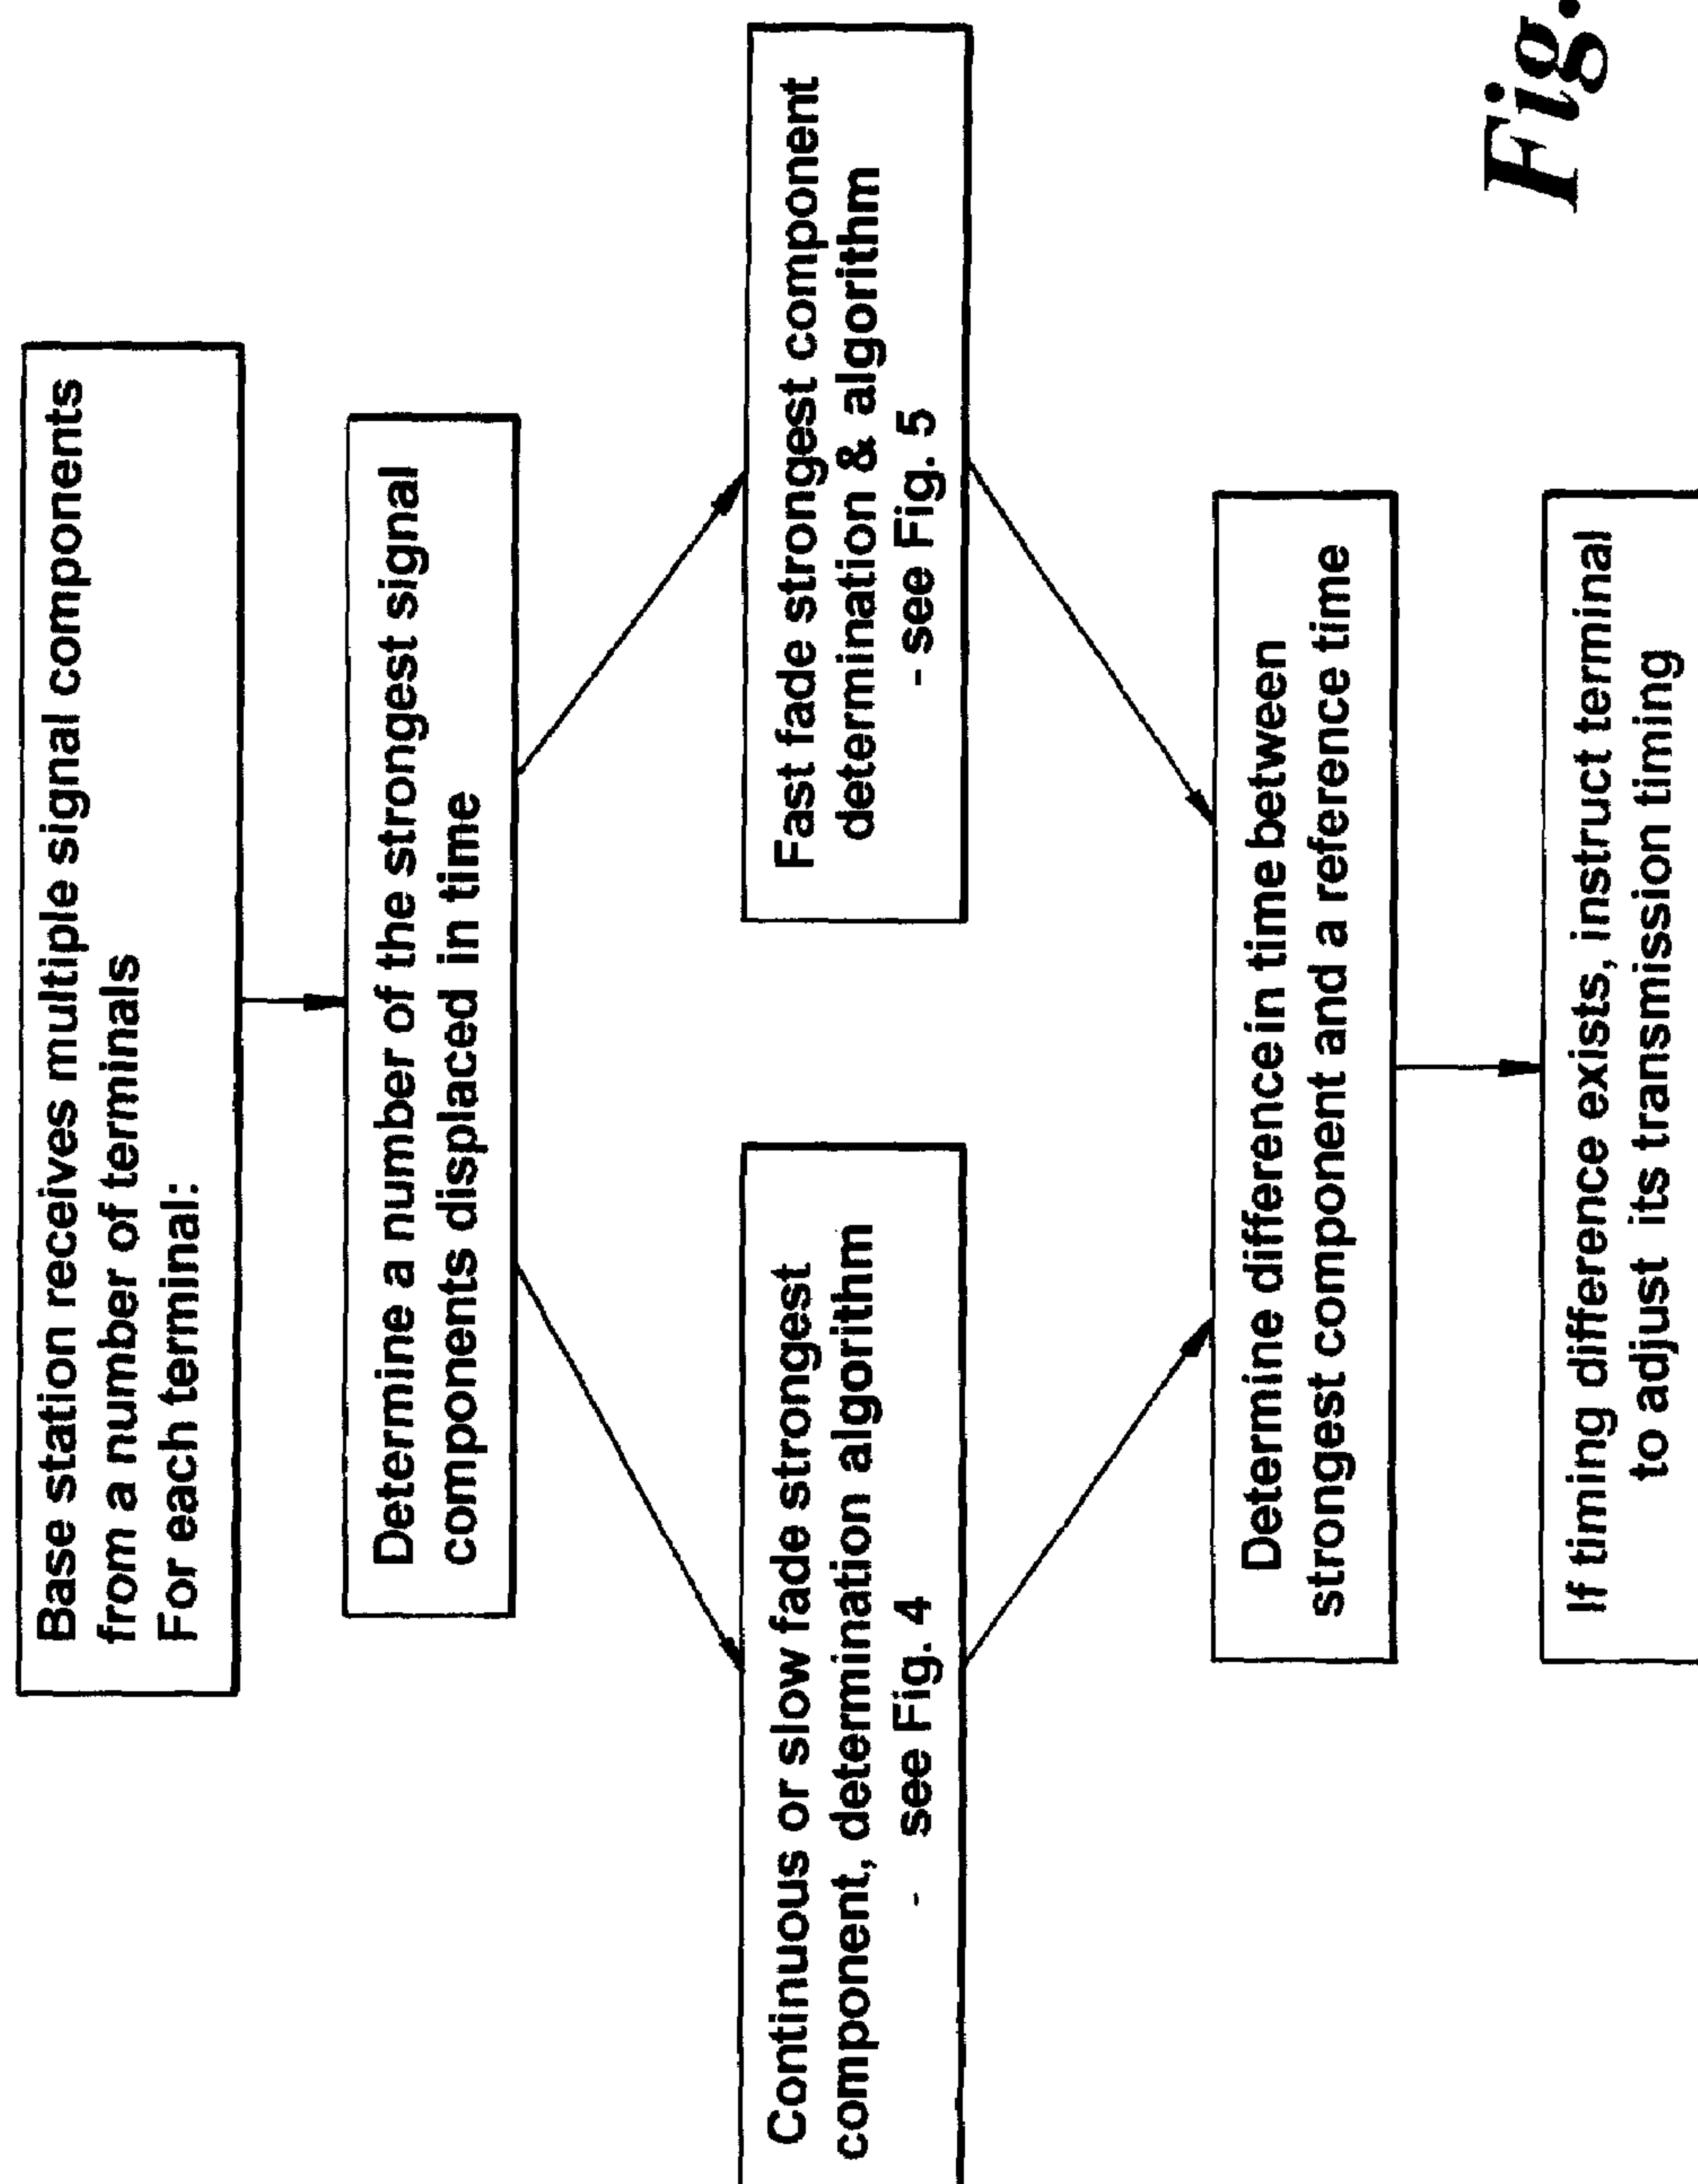 Base station receives multiple signal components
from a number of terminals
For each terminal:
Determine a number of the strongest signal
components displaced in time
Continuous or slow fade strongest
component, determination algorithm
- see Fig. 4
Fast fade strongest component
determination & algorithm
- see Fig. 5
Determine difference in time between
strongest component and a reference time
If timing difference exists, instruct terminal
to adjust its transmission timing
Fig.